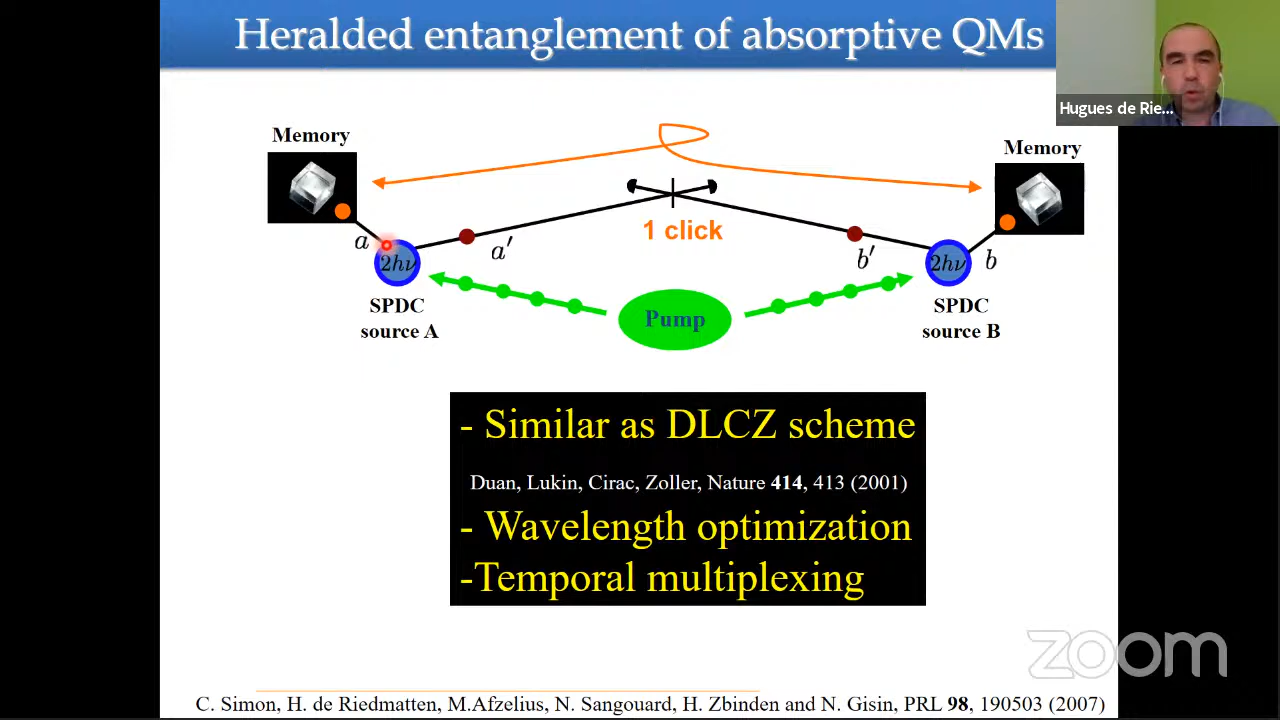 Heralded entanglement of absorptive QMs
Hugues de Rie...
Memory
Memory
1 click
a
a′
b′
b
2hν
2hν
SPDC
source A
Pump
SPDC
source B
- Similar as DLCZ scheme
Duan, Lukin, Cirac, Zoller, Nature 414, 413 (2001)
- Wavelength optimization
-Temporal multiplexing
zoom
C. Simon, H. de Riedmatten, M.Afzelius, N. Sangouard, H. Zbinden and N. Gisin, PRL 98, 190503 (2007)